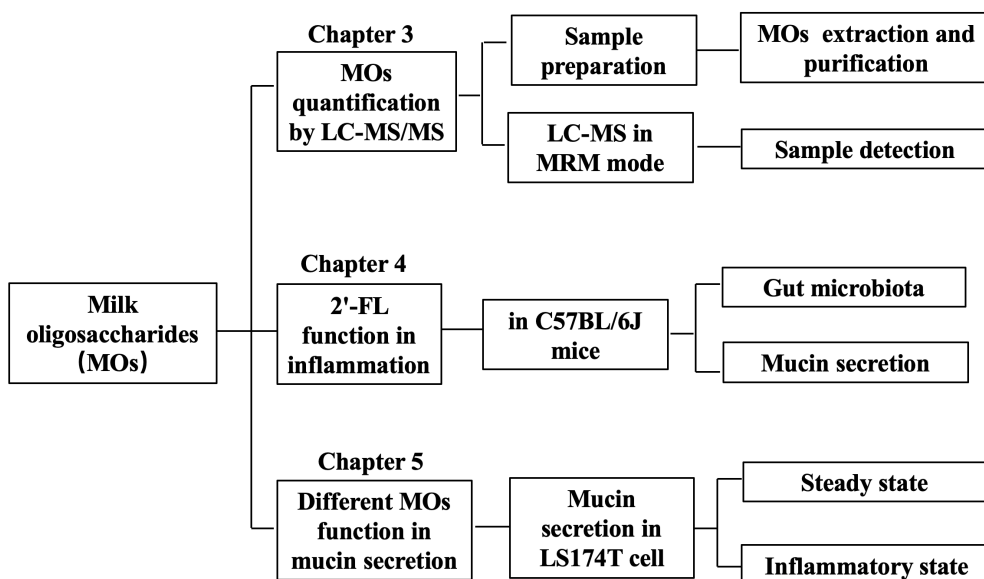 Milk
oligosaccharides
(MOs)
Chapter 3
MOs
quantification
by LC-MS/MS
Sample
preparation
MOs extraction and
purification
LC-MS in
MRM mode
Sample detection
Chapter 4
2'-FL
function in
inflammation
in C57BL/6J
mice
Gut microbiota
Mucin secretion
Chapter 5
Different MOs
function in
mucin secretion
Mucin
secretion in
LS174T cell
Steady state
Inflammatory state